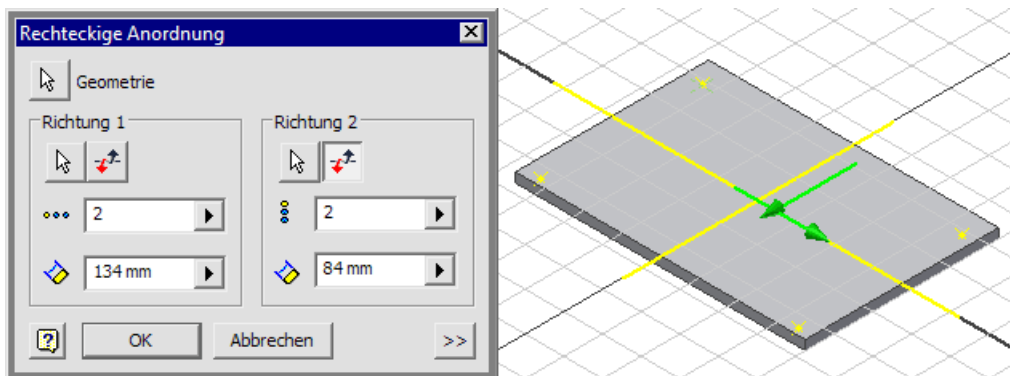 Rechteckige Anordnung
Geometrie
Richtung 1
Richtung 2
2
2
134 mm
84 mm
OK
Abbrechen
>>